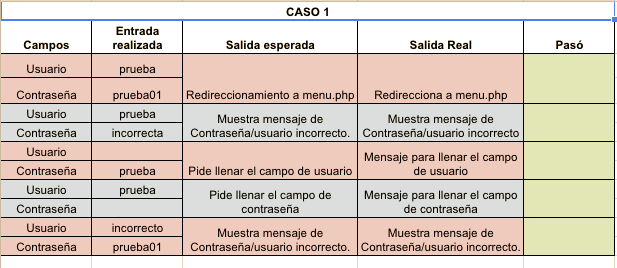 CASO 1
Campos Entrada realizada Salida esperada Salida Real Pasó
Usuario prueba
Contraseña prueba01 Redireccionamiento a menu.php Redirecciona a menu.php
Usuario prueba
Contraseña incorrecta
Muestra mensaje de
Contraseña/usuario incorrecto.
Muestra mensaje de
Contraseña/usuario incorrecto
Usuario
Contraseña prueba
Pide llenar el campo de usuario
Mensaje para llenar el campo
de usuario
Usuario prueba
Contraseña
Pide llenar el campo de
contraseña
Mensaje para llenar el campo
de contraseña
Usuario incorrecto
Contraseña prueba01
Muestra mensaje de
Contraseña/usuario incorrecto.
Muestra mensaje de
Contraseña/usuario incorrecto.